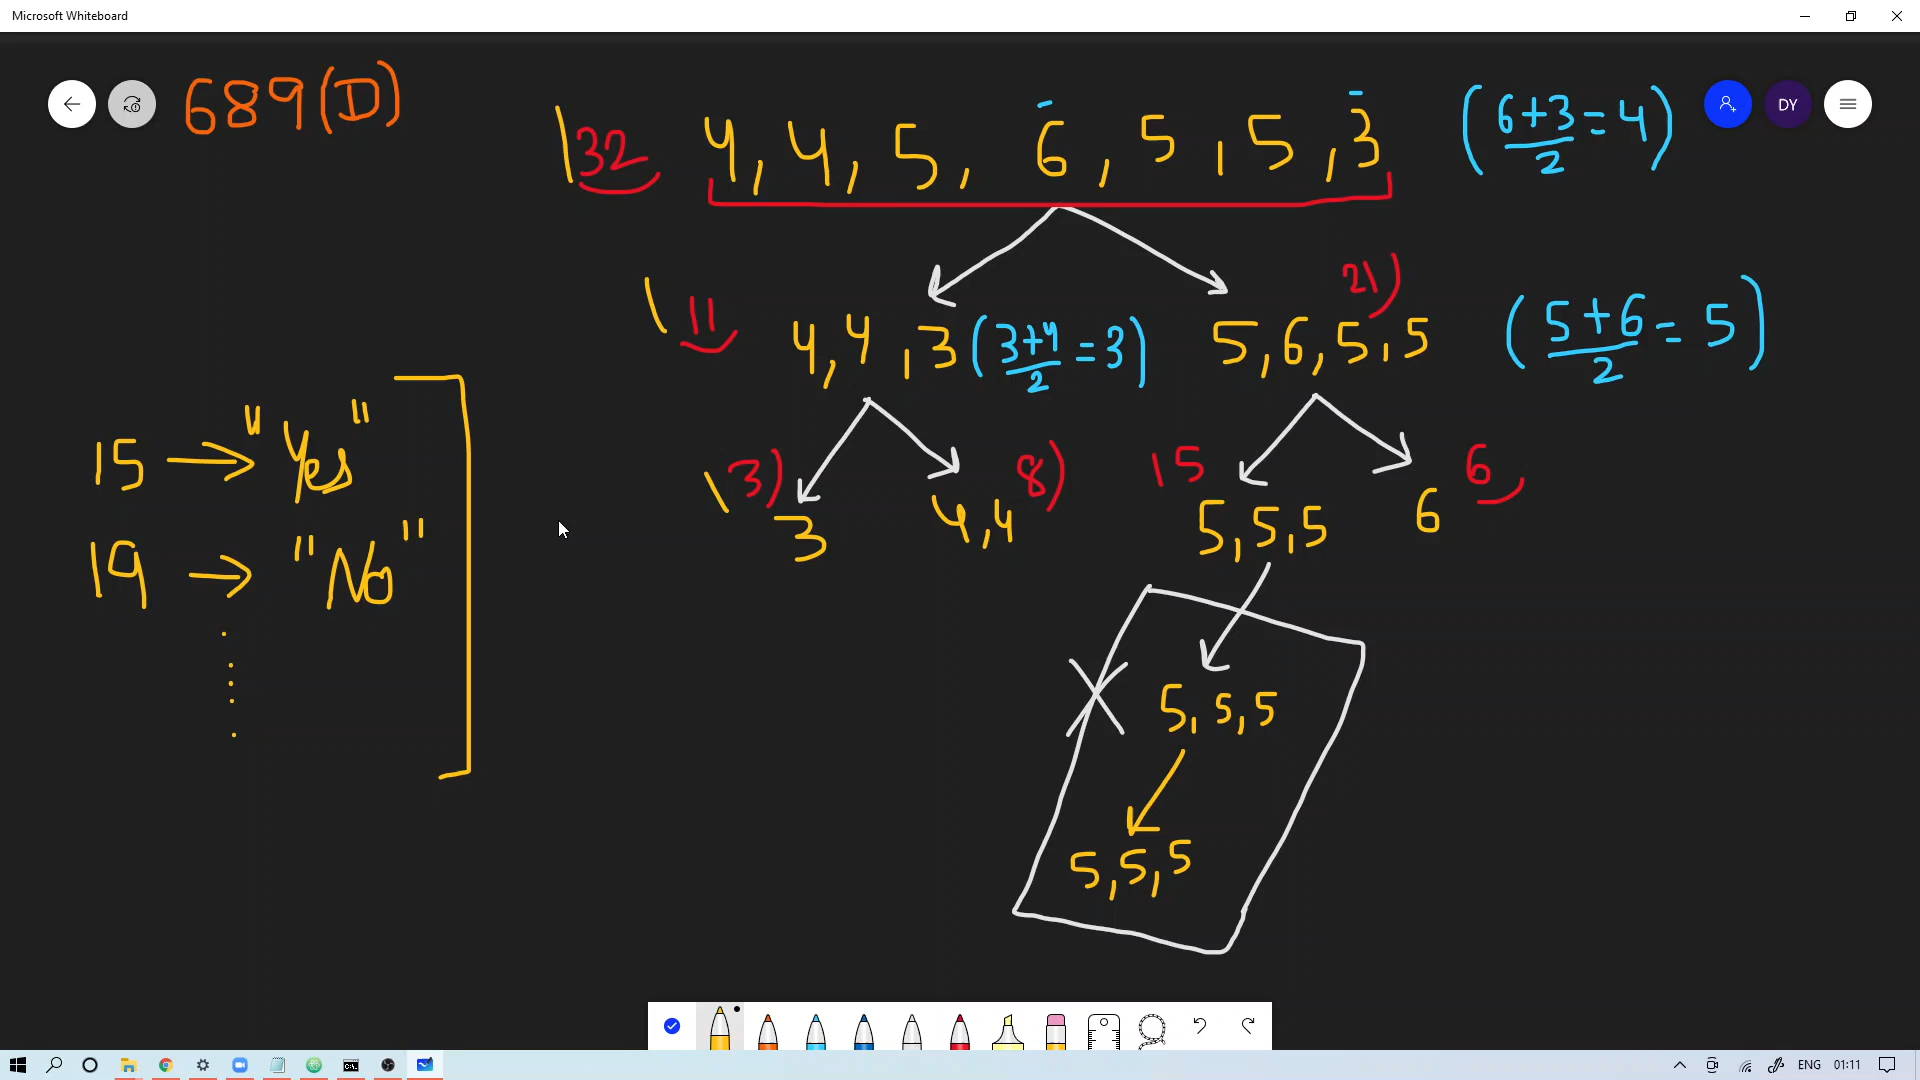 Microsoft Whiteboard
689(D)
32 4, 4, 5, 6, 5, 5, 3 (6+3/2 = 4)
DY
21)
11 4, 4, 3 (3+4/2 = 3) 5, 6, 5, 5 (5+6/2 = 5)
15 → "Yes"
3) 8) 15 6
3 4, 4 5, 5, 5 6
19 → "No"
5, 5, 5
5, 5, 5
ENG 01:11